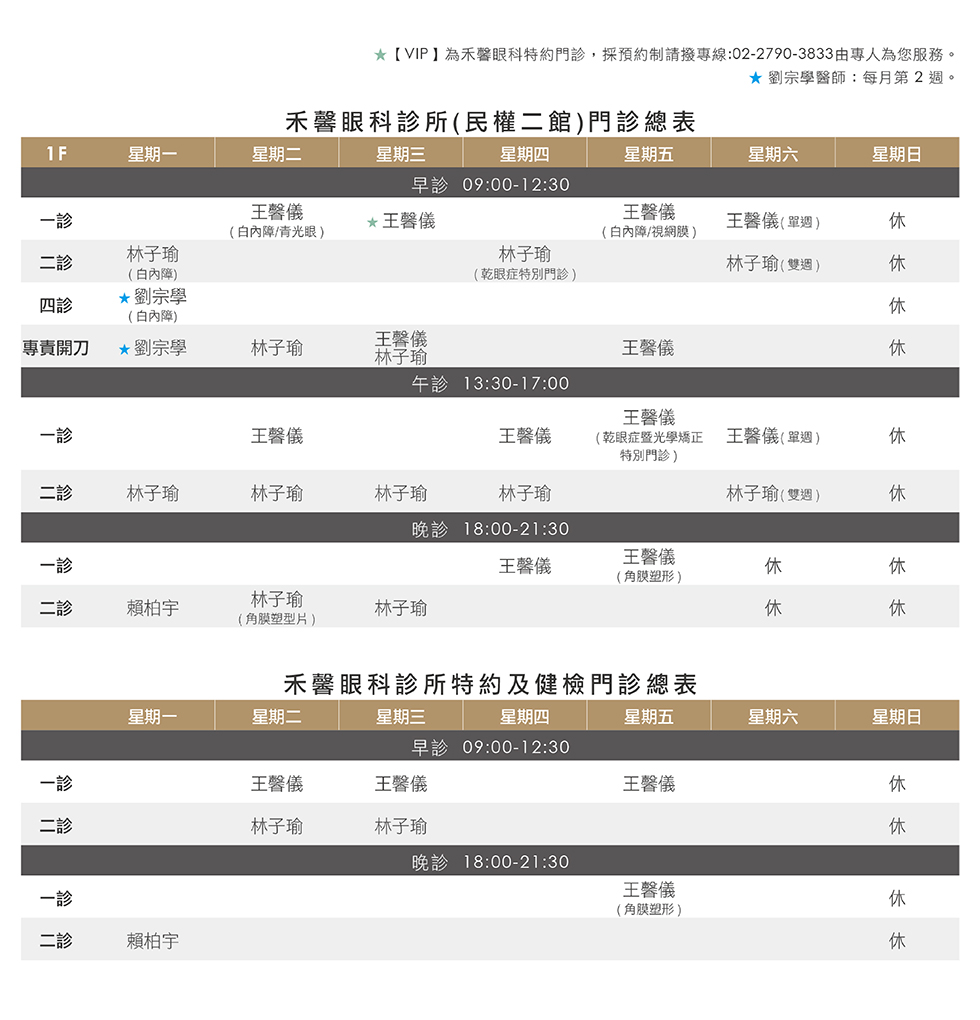 ★【VIP】為禾馨眼科特約門診，採預約制請撥專線:02-2790-3833由專人為您服務。
★ 劉宗學醫師：每月第 2 週。
禾馨眼科診所(民權二館)門診總表
1F 星期一 星期二 星期三 星期四 星期五 星期六 星期日
早診 09:00-12:30
一診 王馨儀 ★王馨儀 王馨儀 王馨儀(單週) 休
(白內障/青光眼) (白內障/視網膜)
二診 林子瑜 林子瑜 林子瑜(雙週) 休
(白內障) (乾眼症特別門診)
四診 ★劉宗學 休
(白內障)
專責開刀 ★劉宗學 林子瑜 王馨儀 王馨儀 休
林子瑜
午診 13:30-17:00
一診 王馨儀 王馨儀 王馨儀 王馨儀(單週) 休
(乾眼症暨光學矯正
特別門診)
二診 林子瑜 林子瑜 林子瑜 林子瑜 林子瑜(雙週) 休
晚診 18:00-21:30
一診 王馨儀 王馨儀 休 休
(角膜塑形)
二診 賴柏宇 林子瑜 林子瑜 休 休
(角膜塑型片)
禾馨眼科診所特約及健檢門診總表
星期一 星期二 星期三 星期四 星期五 星期六 星期日
早診 09:00-12:30
一診 王馨儀 王馨儀 王馨儀 休
二診 林子瑜 林子瑜 休
晚診 18:00-21:30
一診 王馨儀 休
(角膜塑形)
二診 賴柏宇 休